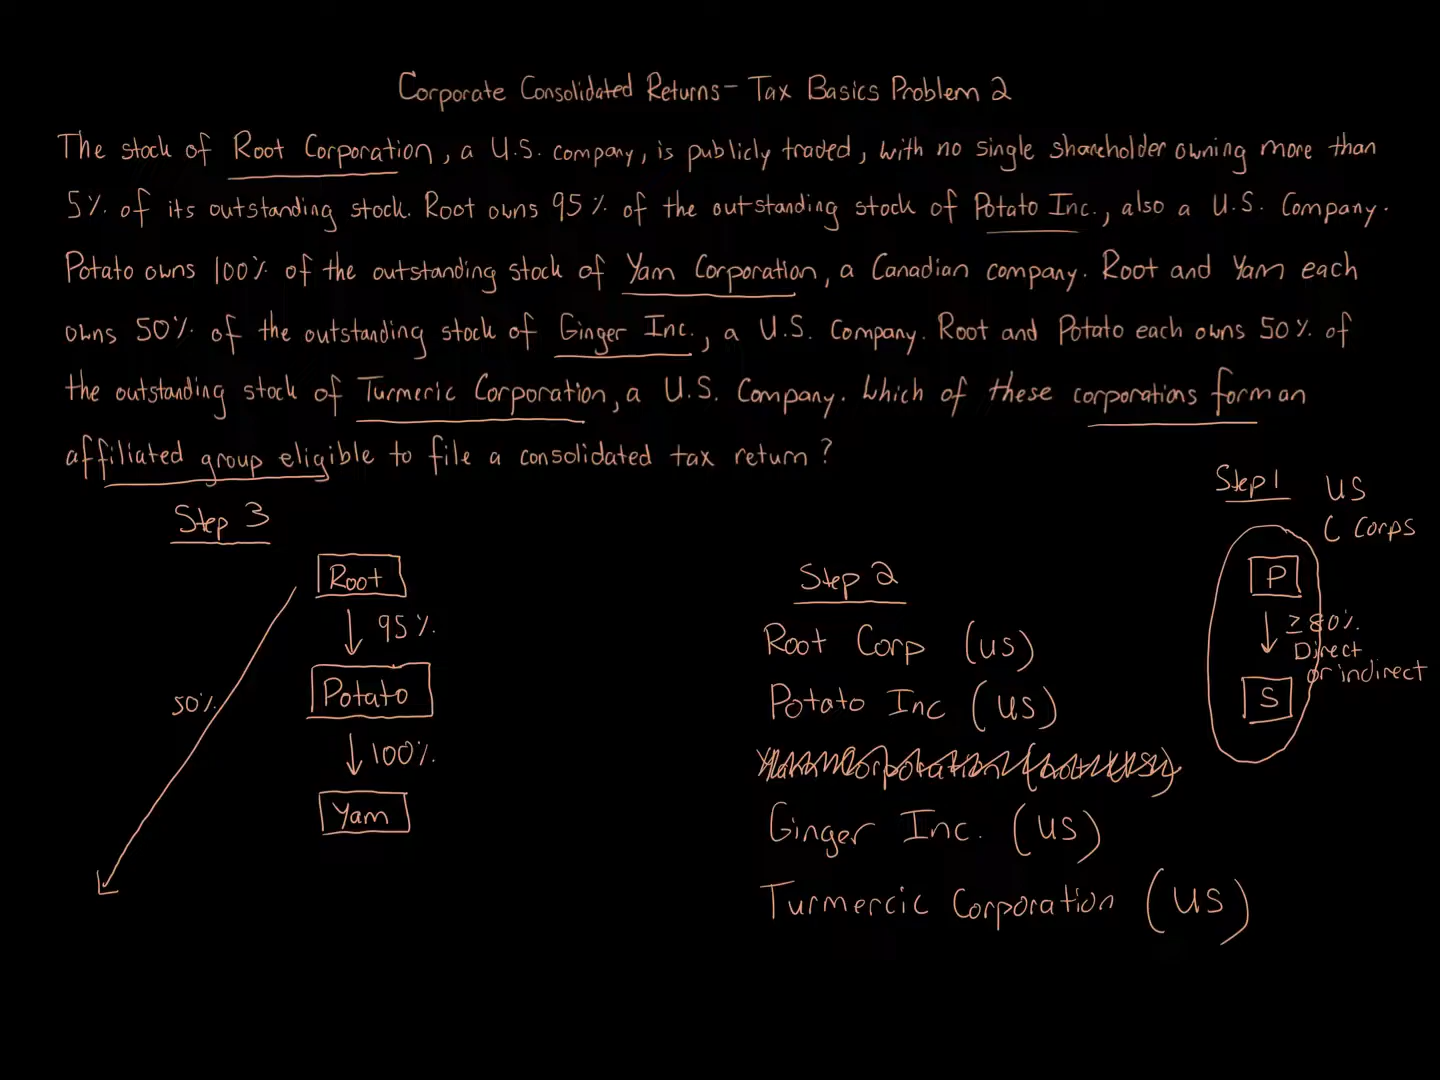 Corporate Consolidated Returns- Tax Basics Problem 2
The stock of Root Corporation, a U.S. company, is publicly traded, with no single shareholder owning more than
5% of its outstanding stock. Root owns 95% of the outstanding stock of Potato Inc., also a U.S. Company.
Potato owns 100% of the outstanding stock of Yam Corporation, a Canadian company. Root and Yam each
owns 50% of the outstanding stock of Ginger Inc., a U.S. Company. Root and Potato each owns 50% of
the outstanding stock of Turmeric Corporation, a U.S. Company. Which of these corporations form an
affiliated group eligible to file a consolidated tax return?
Step 3
Root
95%
Potato
50%
100%
Yam
Step 2
Root Corp (US)
Potato Inc (US)
Yam Corporation (not US)
Ginger Inc. (US)
Turmercic Corporation (US)
Step 1
US
C Corps
P
≥80%
Direct
or indirect
S